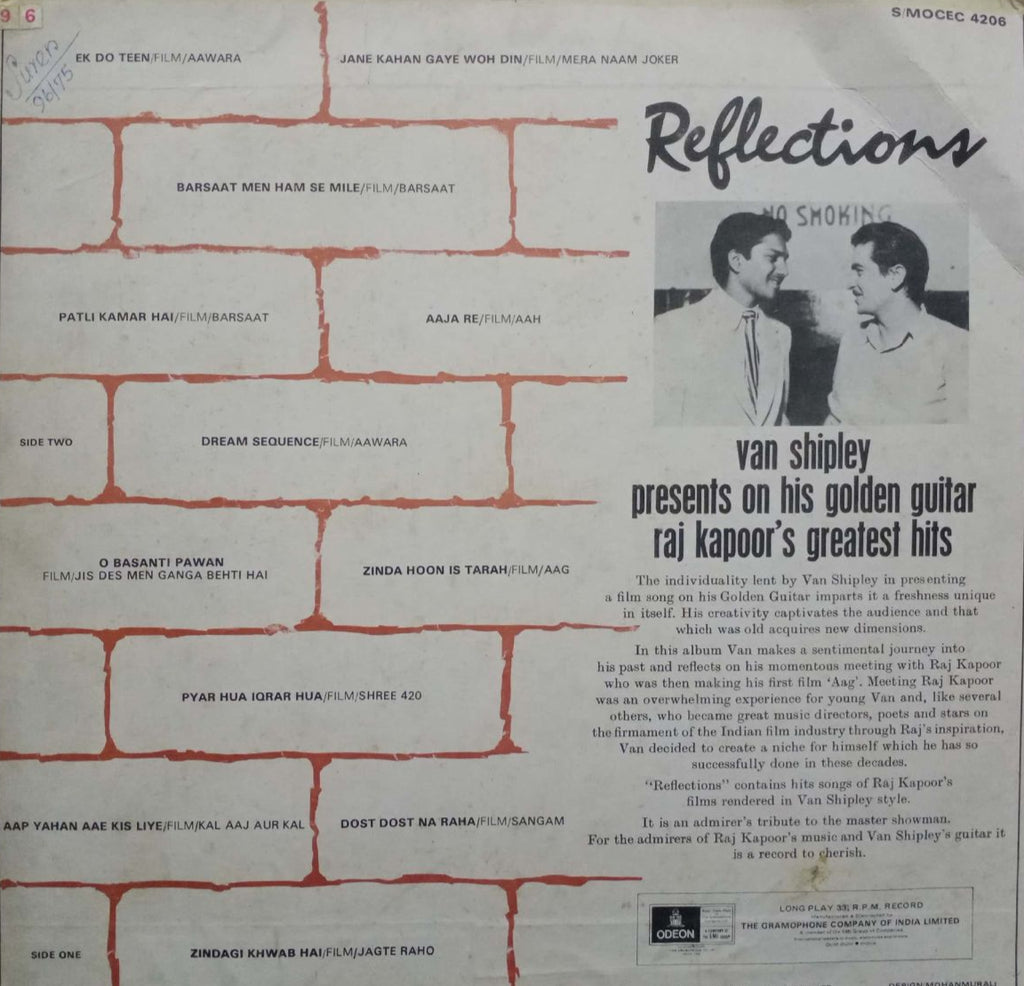 9 6
S/MOCEC 4206
Suren
EK DO TEEN/FILM/AAWARA
JANE KAHAN GAYE WOH DIN/FILM/MERA NAAM JOKER
Reflections
BARSAAT MEN HAM SE MILE/FILM/BARSAAT
NO SMOKING
PATLI KAMAR HAI/FILM/BARSAAT
AAJA RE/FILM/AAH
SIDE TWO
DREAM SEQUENCE/FILM/AAWARA
O BASANTI PAWAN
FILM/JIS DES MEN GANGA BEHTI HAI
ZINDA HOON IS TARAH/FILM/AAG
PYAR HUA IQRAR HUA/FILM/SHREE 420
AAP YAHAN AAE KIS LIYE/FILM/KAL AAJ AUR KAL
DOST DOST NA RAHA/FILM/SANGAM
SIDE ONE
ZINDAGI KHWAB HAI/FILM/JAGTE RAHO
van shipley
presents on his golden guitar
raj kapoor's greatest hits
The individuality lent by Van Shipley in presenting
a film song on his Golden Guitar imparts it a freshness unique
in itself. His creativity captivates the audience and that
which was old acquires new dimensions.
In this album Van makes a sentimental journey into
his past and reflects on his momentous meeting with Raj Kapoor
who was then making his first film 'Aag'. Meeting Raj Kapoor
was an overwhelming experience for young Van and, like several
others, who became great music directors, poets and stars on
the firmament of the Indian film industry through Raj's inspiration,
Van decided to create a niche for himself which he has so
successfully done in these decades.
"Reflections" contains hits songs of Raj Kapoor's
films rendered in Van Shipley style.
It is an admirer's tribute to the master showman.
For the admirers of Raj Kapoor's music and Van Shipley's guitar it
is a record to cherish.
ODEON
LONG PLAY 33⅓ R.P.M. RECORD
Manufactured & Distributed by
THE GRAMOPHONE COMPANY OF INDIA LIMITED
DESIGN/MOHANMURALI